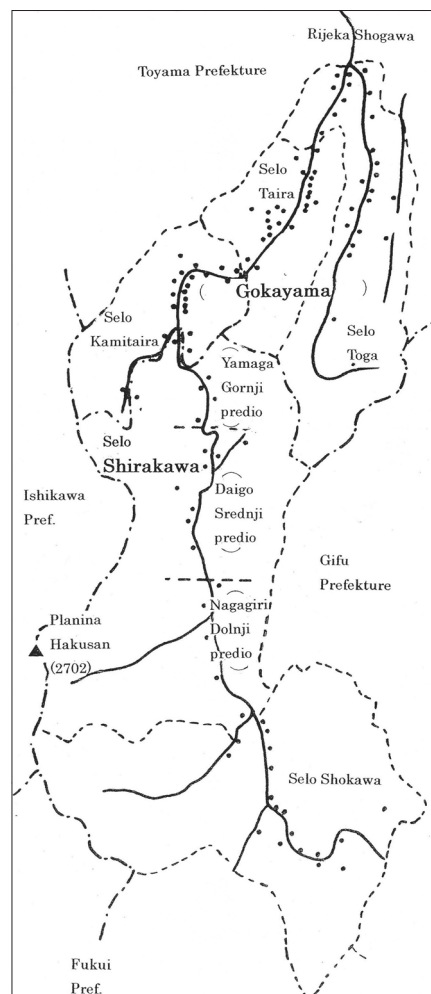 Rijeka Shogawa
Toyama Prefekture
Selo
Taira
Gokayama
Selo
Kamitaira
Selo
Toga
Yamaga
Gornji
predio
Selo
Shirakawa
Ishikawa
Pref.
Daigo
Srednji
predio
Gifu
Prefekture
Nagagiri
Dolnji
predio
Planina
Hakusan
(2702)
Selo Shokawa
Fukui
Pref.